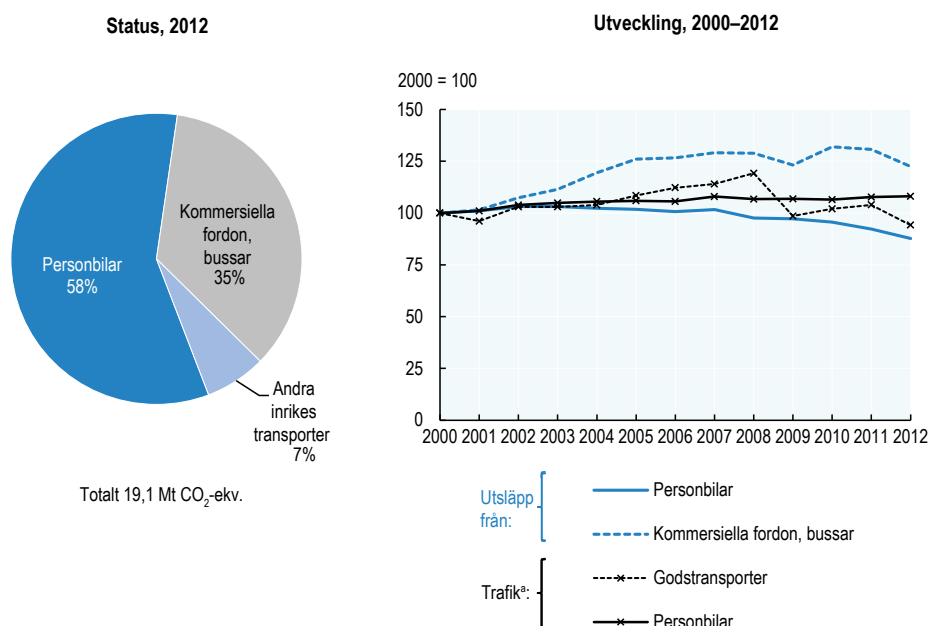 Status, 2012
Personbilar
58%
Kommersiella
fordon,
bussar
35%
Andra
inrikes
transporter
7%
Totalt 19,1 Mt CO₂-ekv.
Utveckling, 2000–2012
2000 = 100
150
125
100
75
50
25
0
2000 2001 2002 2003 2004 2005 2006 2007 2008 2009 2010 2011 2012
Utsläpp
från:
Personbilar
Kommersiella fordon, bussar
Trafikª:
Godstransporter
Personbilar